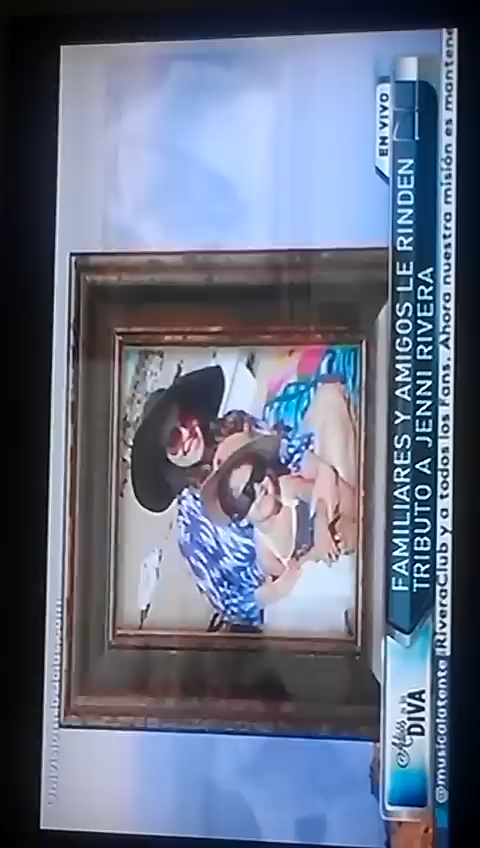 EN VIVO
FAMILIARES Y AMIGOS LE RINDEN
TRIBUTO A JENNI RIVERA
Adiós a la
DIVA
@musicalatente: RiveraClub y a todos los Fans. Ahora nuestra misión es mantene